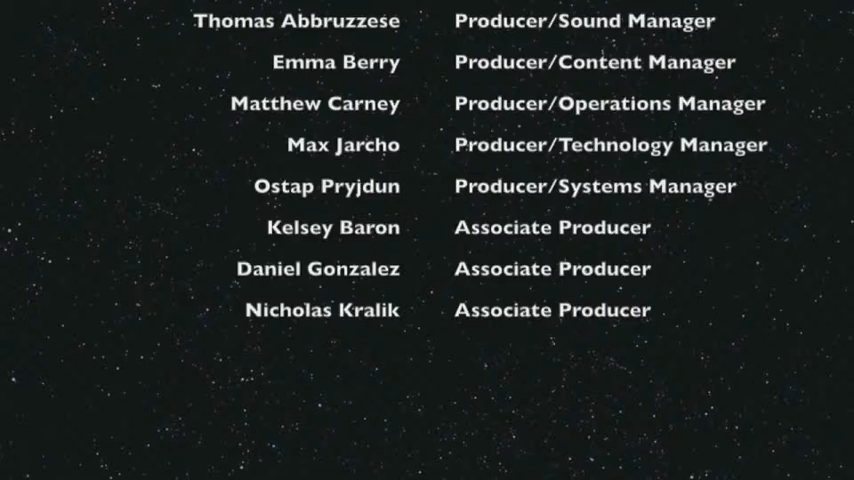 Thomas Abbruzzese Producer/Sound Manager
Emma Berry Producer/Content Manager
Matthew Carney Producer/Operations Manager
Max Jarcho Producer/Technology Manager
Ostap Pryjdun Producer/Systems Manager
Kelsey Baron Associate Producer
Daniel Gonzalez Associate Producer
Nicholas Kralik Associate Producer